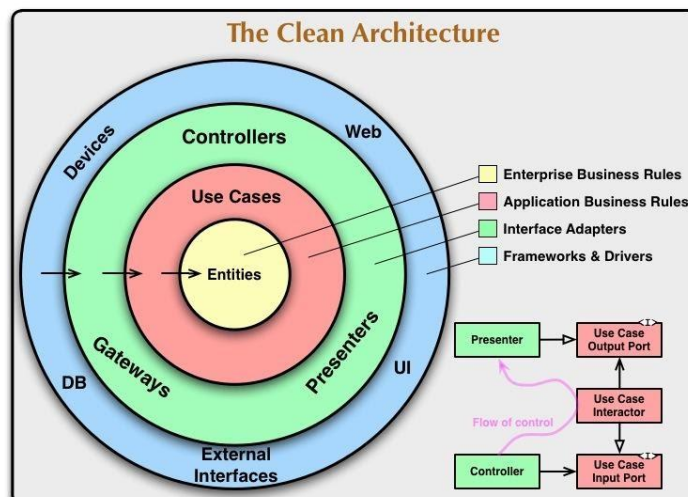 The Clean Architecture
Devices
Web
Controllers
Use Cases
Entities
Gateways
Presenters
DB
UI
External
Interfaces
Enterprise Business Rules
Application Business Rules
Interface Adapters
Frameworks & Drivers
Presenter
Use Case
Output Port
<I>
Use Case
Interactor
Flow of control
Controller
Use Case
Input Port
<I>